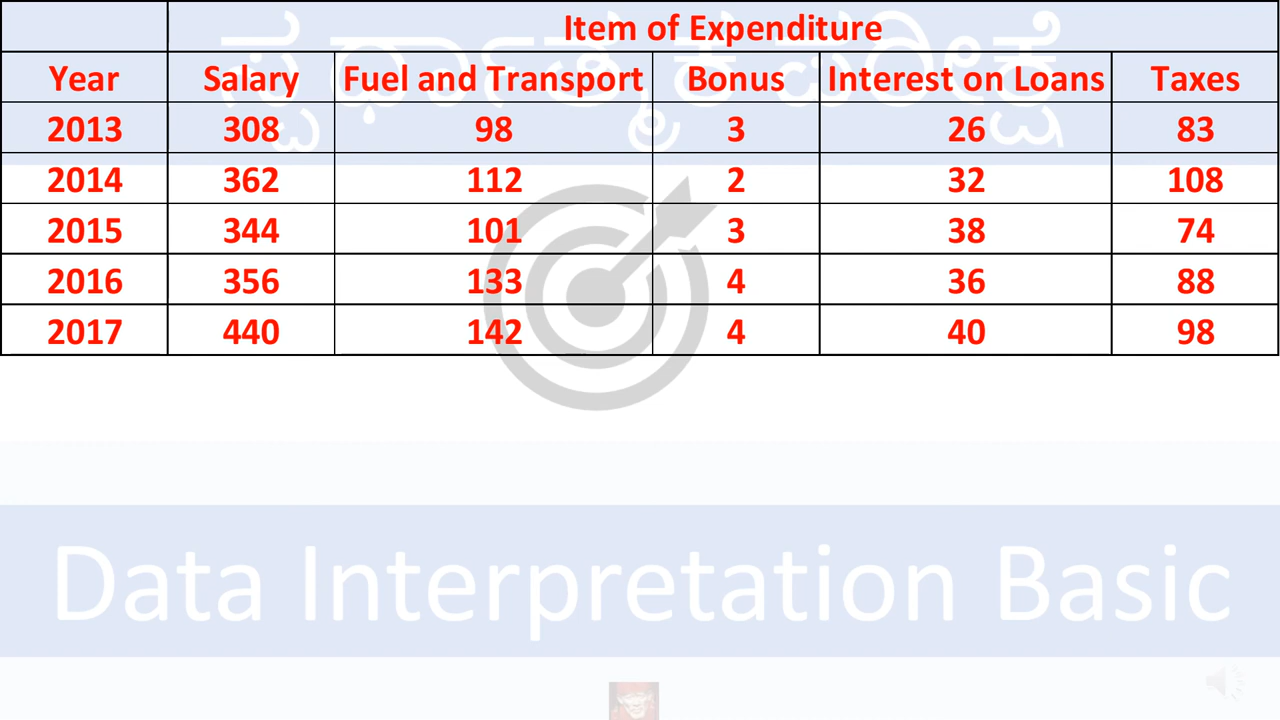 Item of Expenditure
Year Salary Fuel and Transport Bonus Interest on Loans Taxes
2013 308 98 3 26 83
2014 362 112 2 32 108
2015 344 101 3 38 74
2016 356 133 4 36 88
2017 440 142 4 40 98
Data Interpretation Basic